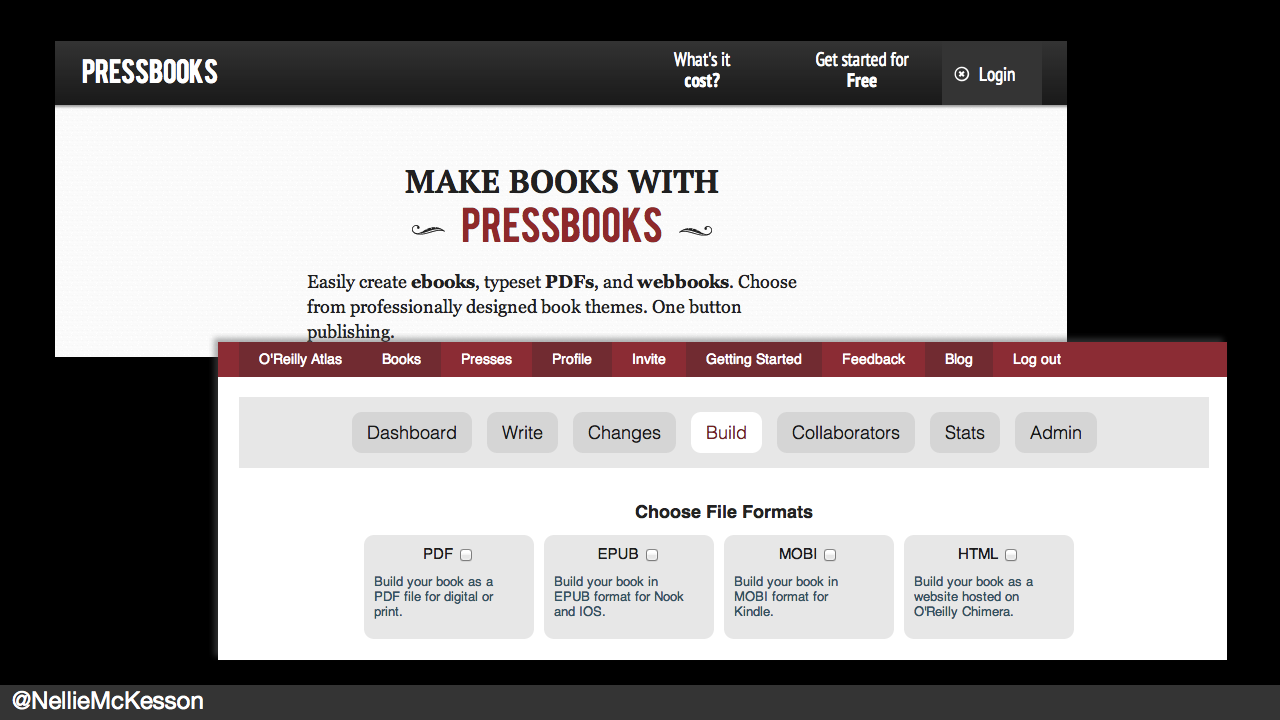 PRESSBOOKS
What's it
cost?
Get started for
Free
Login
MAKE BOOKS WITH
PRESSBOOKS
Easily create ebooks, typeset PDFs, and webbooks. Choose
from professionally designed book themes. One button
publishing.
O'Reilly Atlas Books Presses Profile Invite Getting Started Feedback Blog Log out
Dashboard Write Changes Build Collaborators Stats Admin
Choose File Formats
PDF
Build your book as a
PDF file for digital or
print.
EPUB
Build your book in
EPUB format for Nook
and IOS.
MOBI
Build your book in
MOBI format for
Kindle.
HTML
Build your book as a
website hosted on
O'Reilly Chimera.
@NellieMcKesson